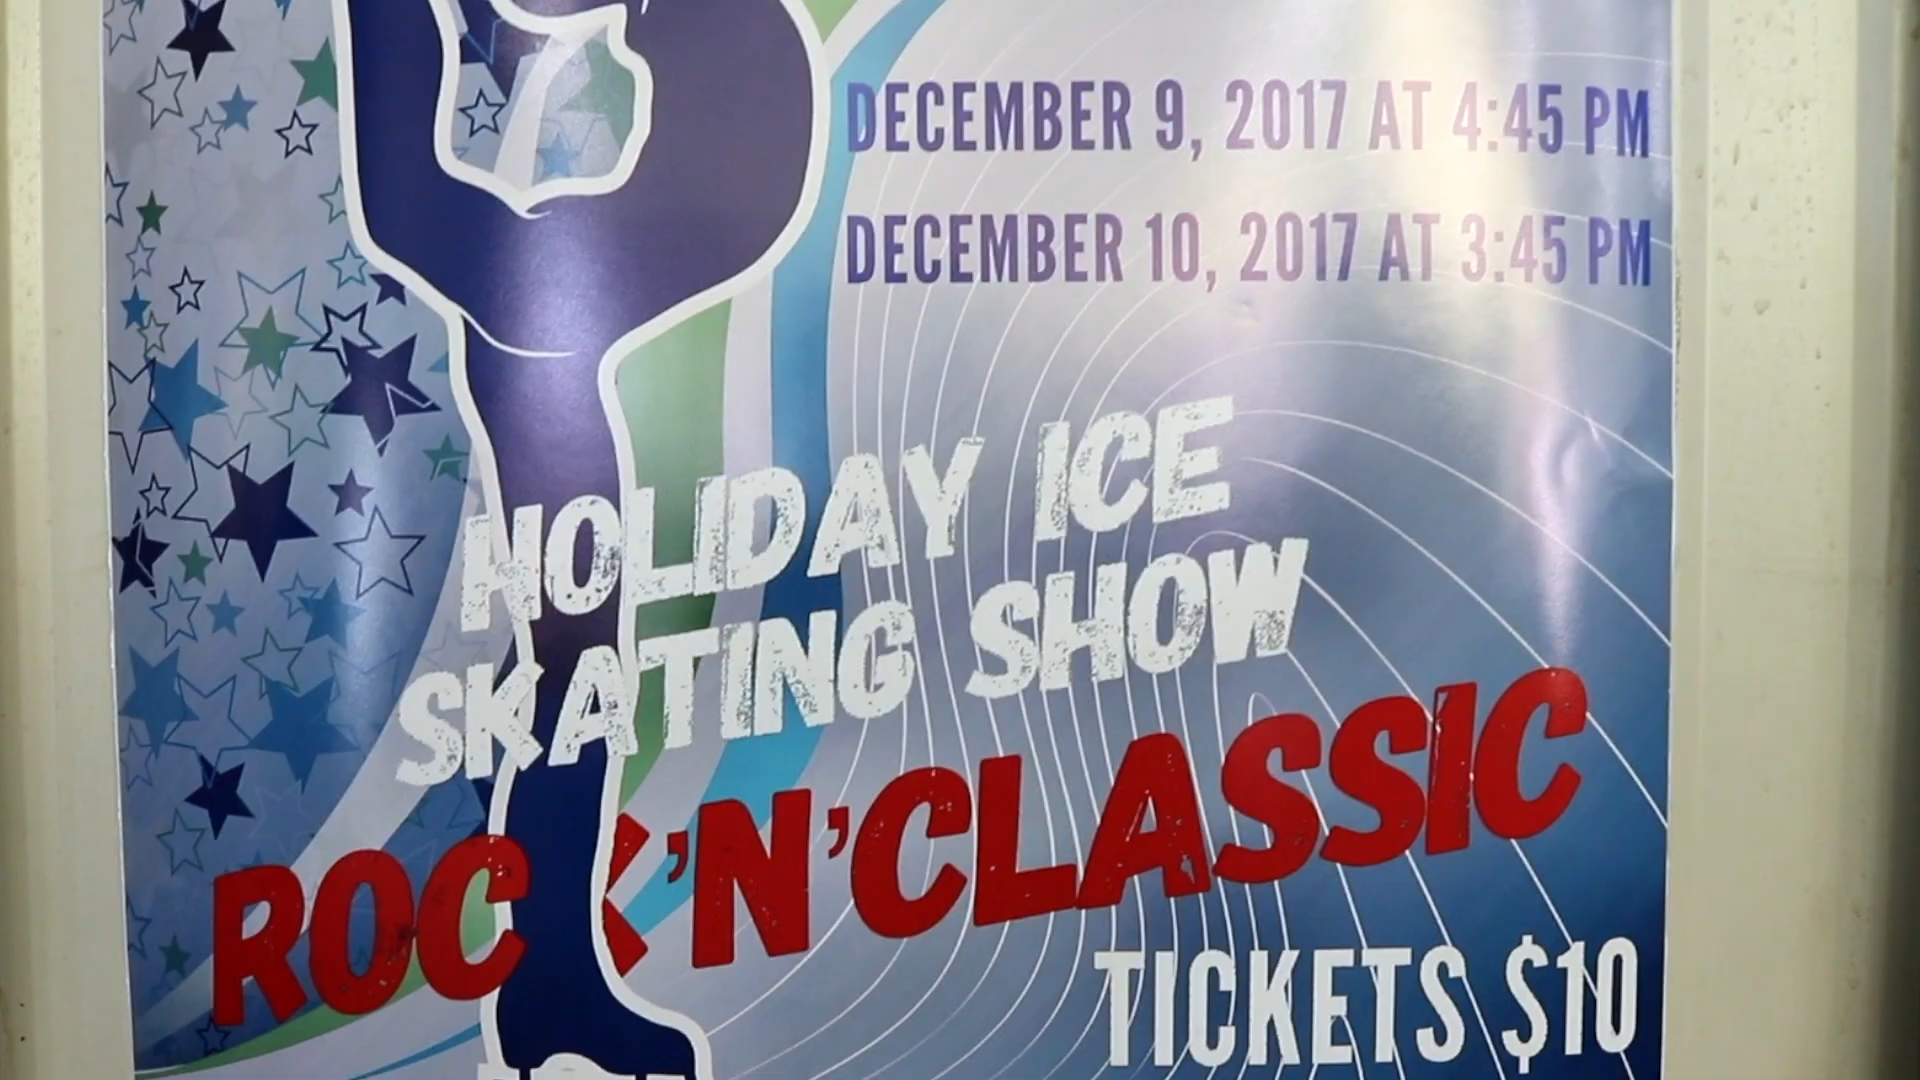 DECEMBER 9, 2017 AT 4:45 PM
DECEMBER 10, 2017 AT 3:45 PM
HOLIDAY ICE
SKATING SHOW
ROCK'N'CLASSIC
TICKETS $10